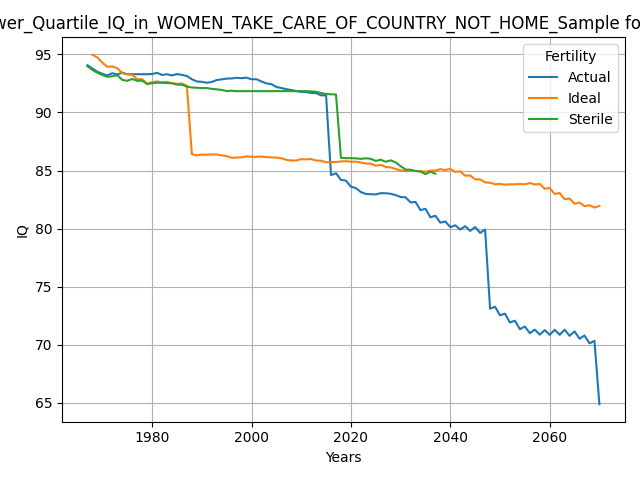 wer_Quartile_IQ_in_WOMEN_TAKE_CARE_OF_COUNTRY_NOT_HOME_Sample fo
Fertility
Actual
Ideal
Sterile
95
90
85
80
75
70
65
IQ
1980 2000 2020 2040 2060
Years